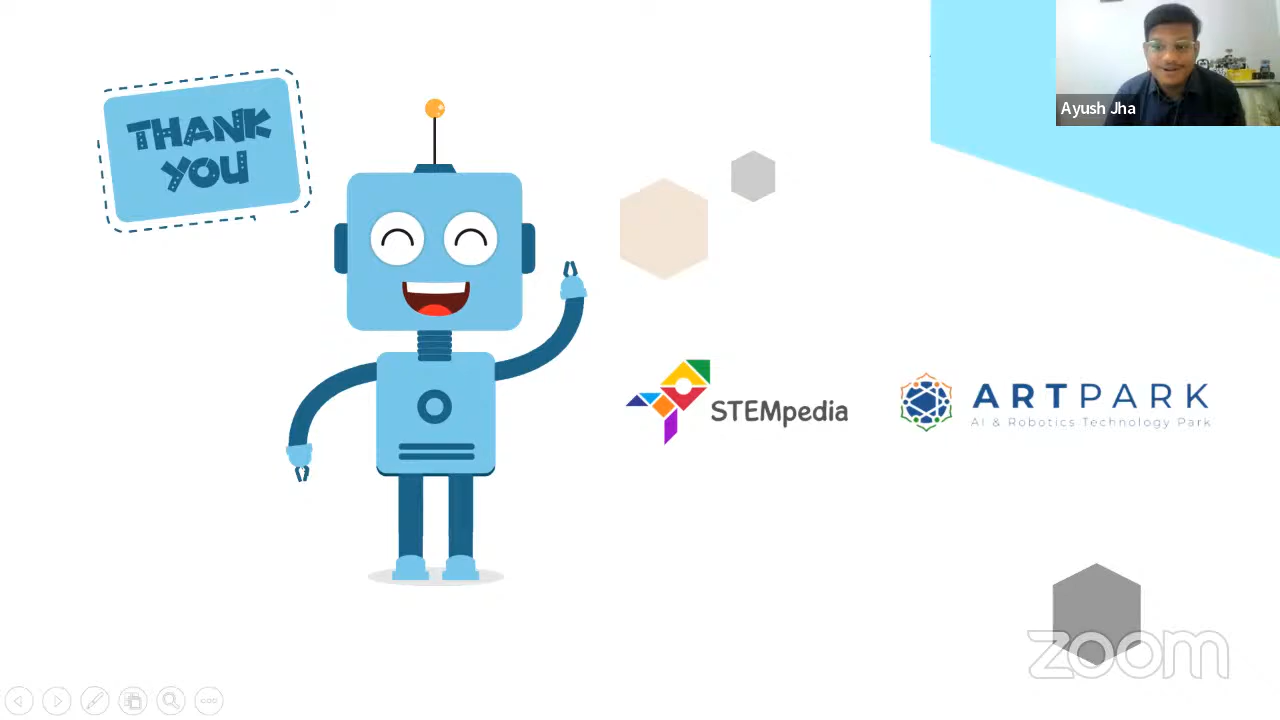 THANK
YOU
Ayush Jha
STEMpedia
ARTPARK
AI & Robotics Technology Park
zoom